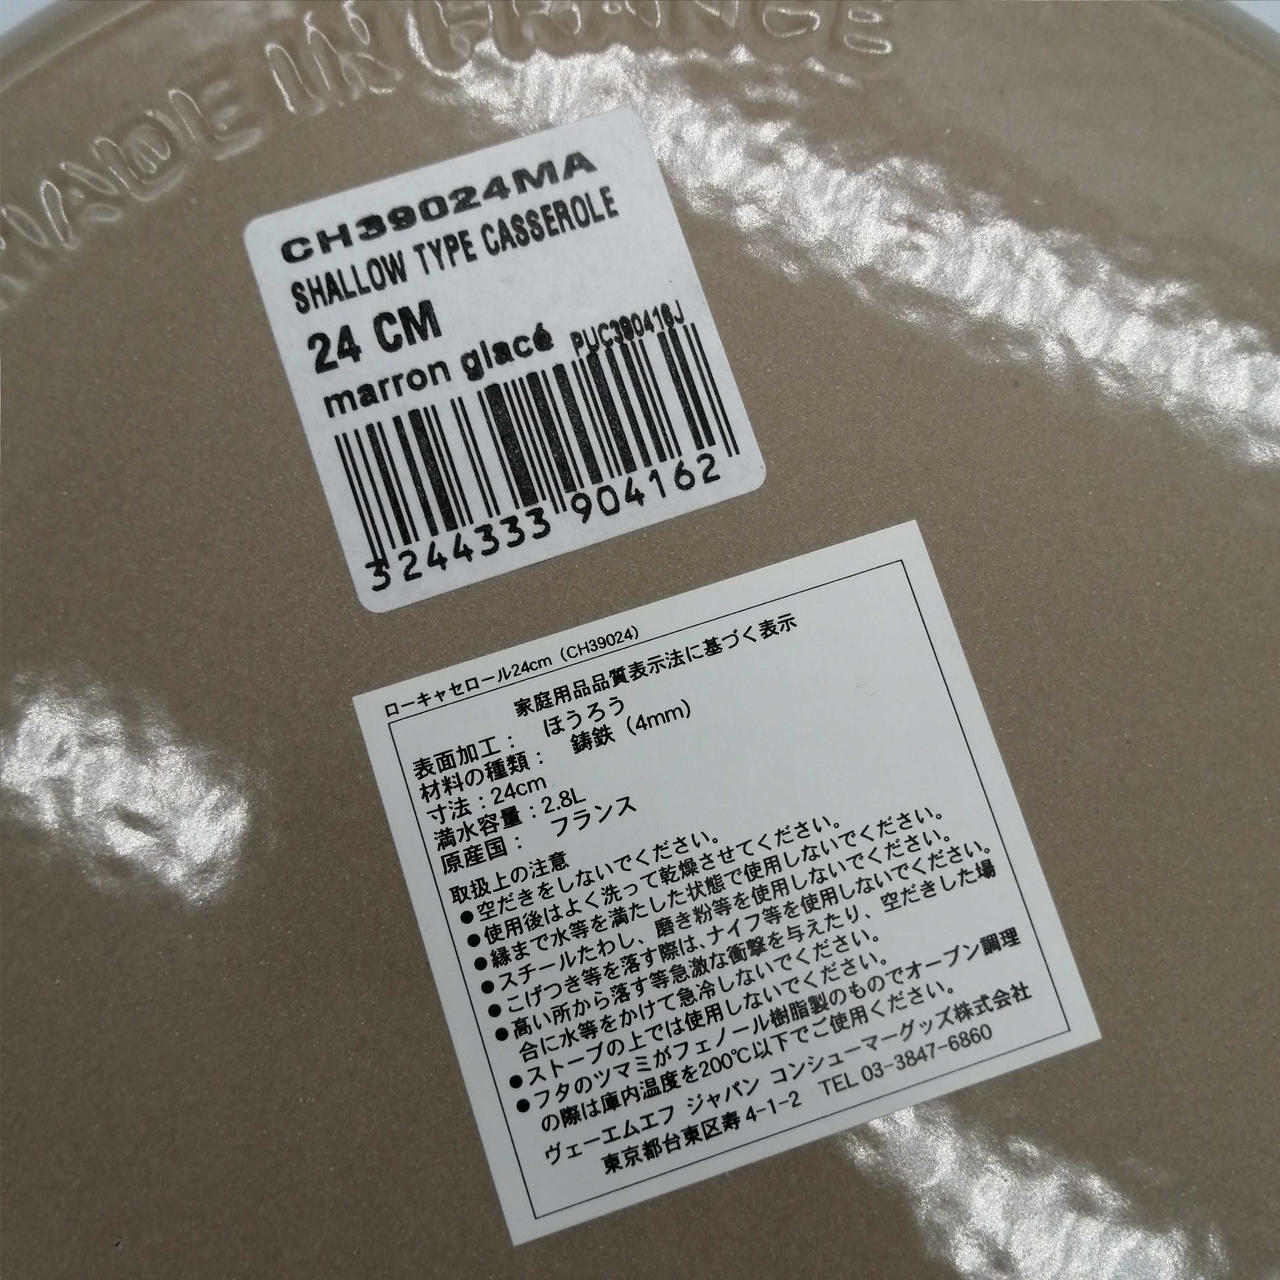 MADE IN FRANCE
CH39024MA
SHALLOW TYPE CASSEROLE
24 CM
marron glacé PUC390416J
3244333 904162
ローキャセロール24cm（CH39024）
家庭用品品質表示法に基づく表示
表面加工： ほうろう
材料の種類： 鋳鉄（4mm）
寸法：24cm
満水容量：2.8L
原産国： フランス
取扱上の注意
●空だきをしないでください。
●使用後はよく洗って乾燥させてください。
●縁まで水等を満たした状態で使用しないでください。
●スチールたわし、磨き粉等を使用しないでください。
●こげつき等を落す際は、ナイフ等を使用しないでください。
●高い所から落す等急激な衝撃を与えたり、空だきした場
合に水等をかけて急冷しないでください。
●ストーブの上では使用しないでください。
●フタのツマミがフェノール樹脂製のものでオーブン調理
の際は庫内温度を200℃以下でご使用ください。
ヴェーエムエフ ジャパン コンシューマーグッズ株式会社
東京都台東区寿4-1-2 TEL 03-3847-6860